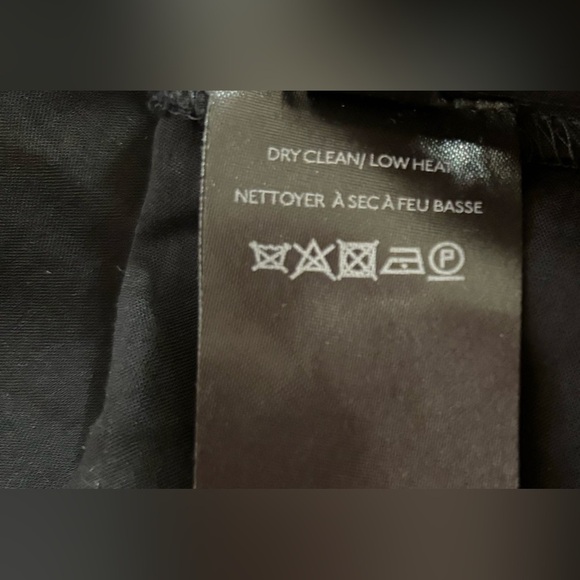 DRY CLEAN/ LOW HEAT
NETTOYER À SEC À FEU BASSE
P